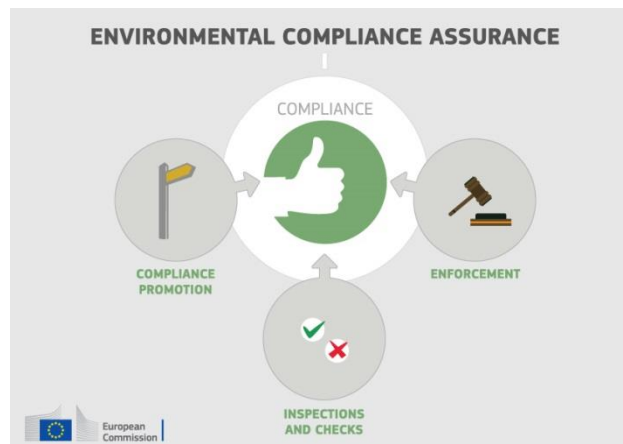 ENVIRONMENTAL COMPLIANCE ASSURANCE
COMPLIANCE
COMPLIANCE
PROMOTION
ENFORCEMENT
INSPECTIONS
AND CHECKS
European
Commission